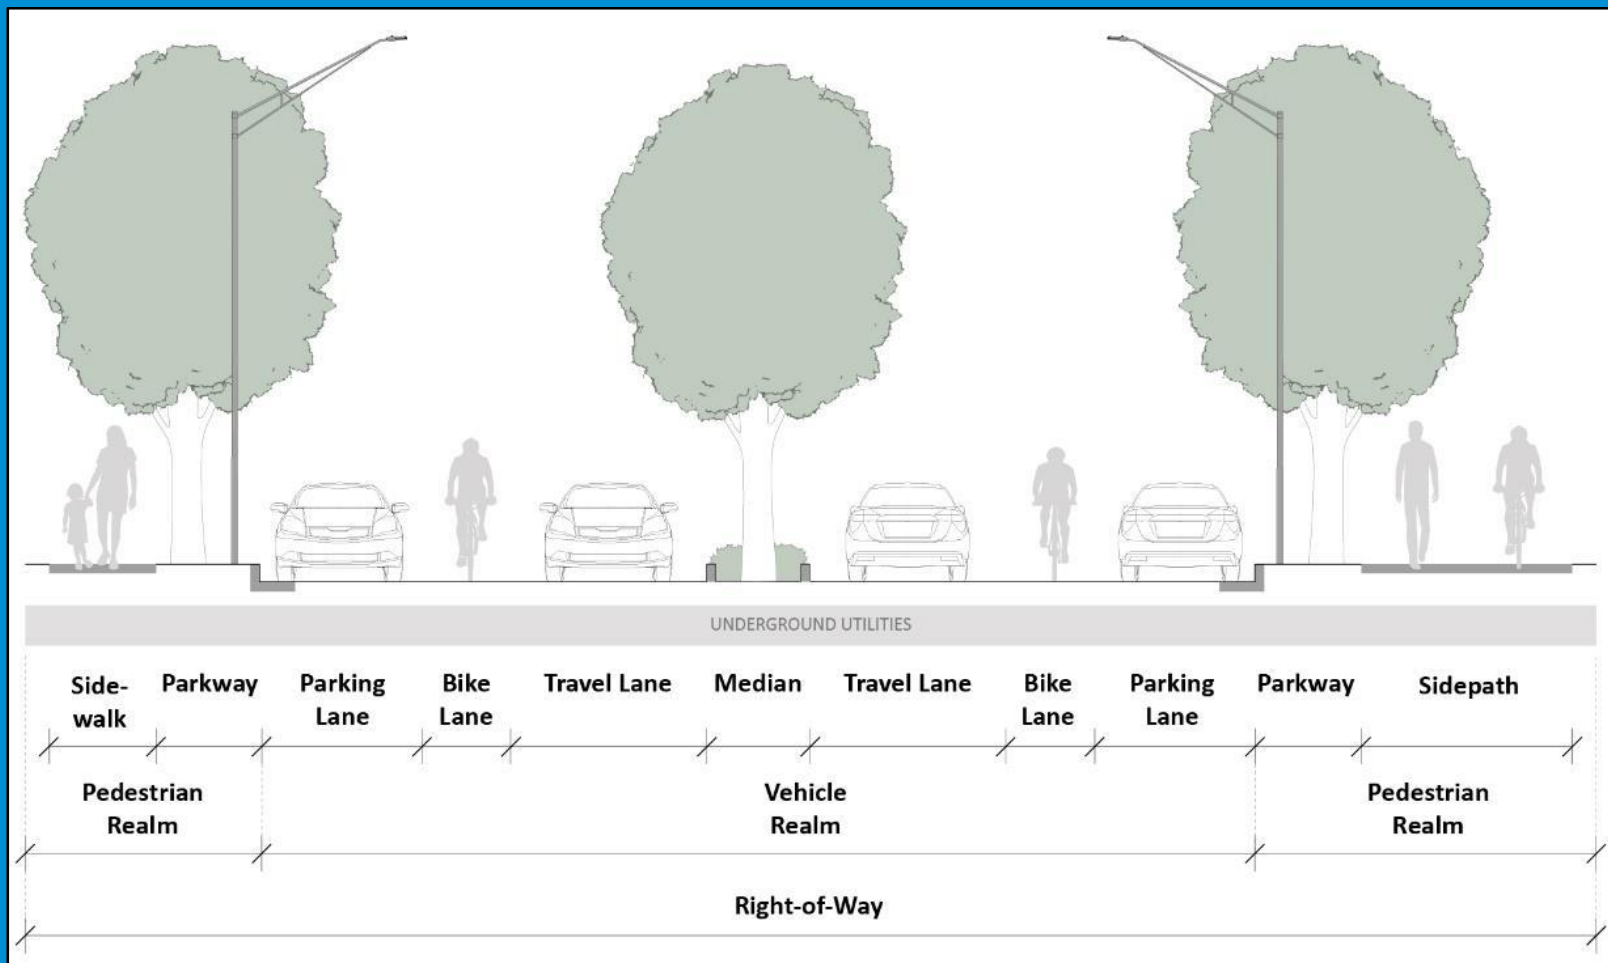 UNDERGROUND UTILITIES
Side-
walk
Parkway
Parking
Lane
Bike
Lane
Travel Lane
Median
Travel Lane
Bike
Lane
Parking
Lane
Parkway
Sidepath
Pedestrian
Realm
Vehicle
Realm
Pedestrian
Realm
Right-of-Way